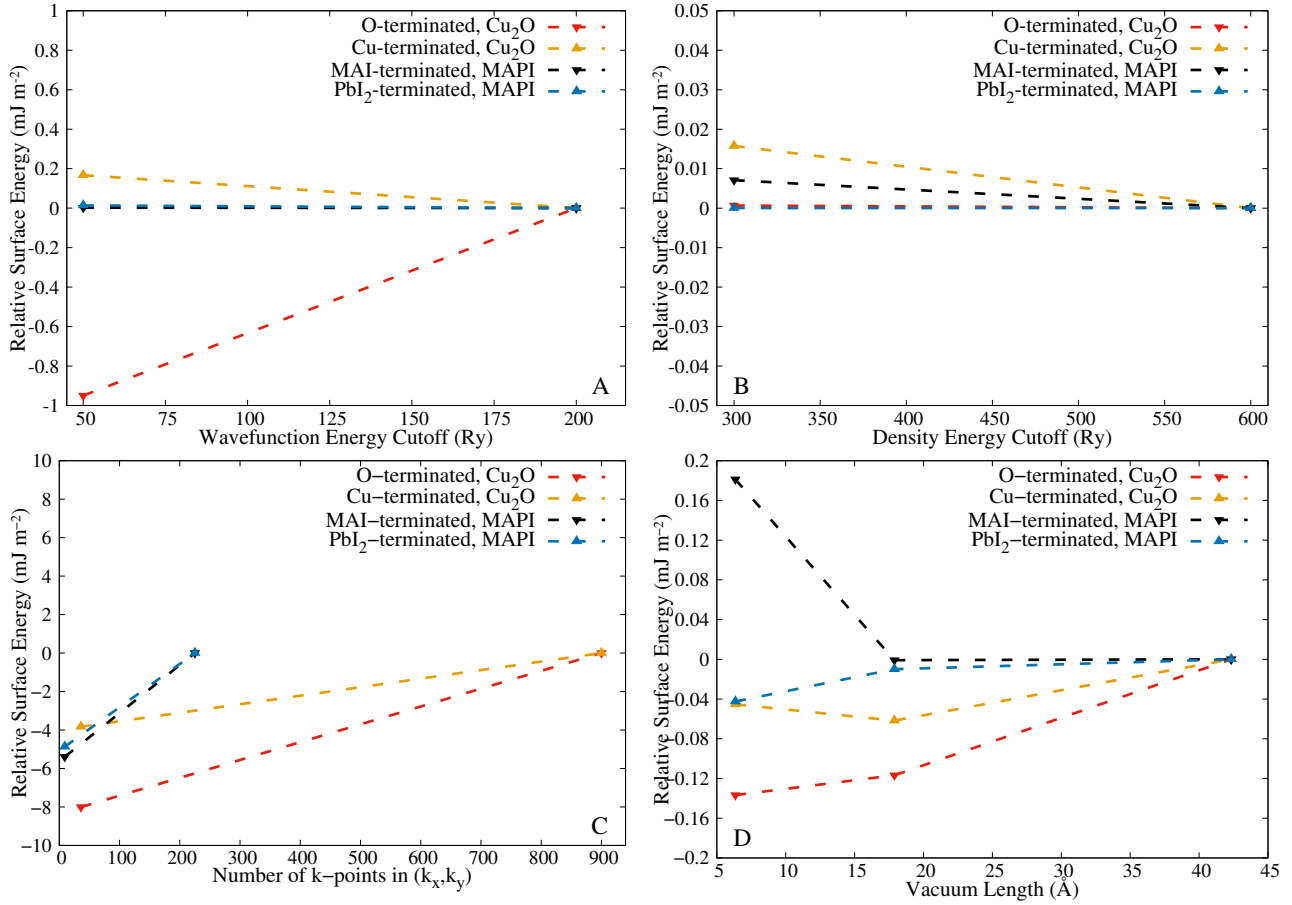 Relative Surface Energy (mJ m⁻²)
1
0.8
0.6
0.4
0.2
0
-0.2
-0.4
-0.6
-0.8
-1
O-terminated, Cu₂O
Cu-terminated, Cu₂O
MAI-terminated, MAPI
PbI₂-terminated, MAPI
A
50 75 100 125 150 175 200
Wavefunction Energy Cutoff (Ry)
Relative Surface Energy (mJ m⁻²)
0.05
0.04
0.03
0.02
0.01
0
-0.01
-0.02
-0.03
-0.04
-0.05
O-terminated, Cu₂O
Cu-terminated, Cu₂O
MAI-terminated, MAPI
PbI₂-terminated, MAPI
B
300 350 400 450 500 550 600
Density Energy Cutoff (Ry)
Relative Surface Energy (mJ m⁻²)
10
8
6
4
2
0
−2
−4
−6
−8
−10
O−terminated, Cu₂O
Cu−terminated, Cu₂O
MAI−terminated, MAPI
PbI₂−terminated, MAPI
C
0 100 200 300 400 500 600 700 800 900
Number of k−points in (kₓ,k_y)
Relative Surface Energy (mJ m⁻²)
0.2
0.16
0.12
0.08
0.04
0
−0.04
−0.08
−0.12
−0.16
−0.2
O−terminated, Cu₂O
Cu−terminated, Cu₂O
MAI−terminated, MAPI
PbI₂−terminated, MAPI
D
5 10 15 20 25 30 35 40 45
Vacuum Length (Å)